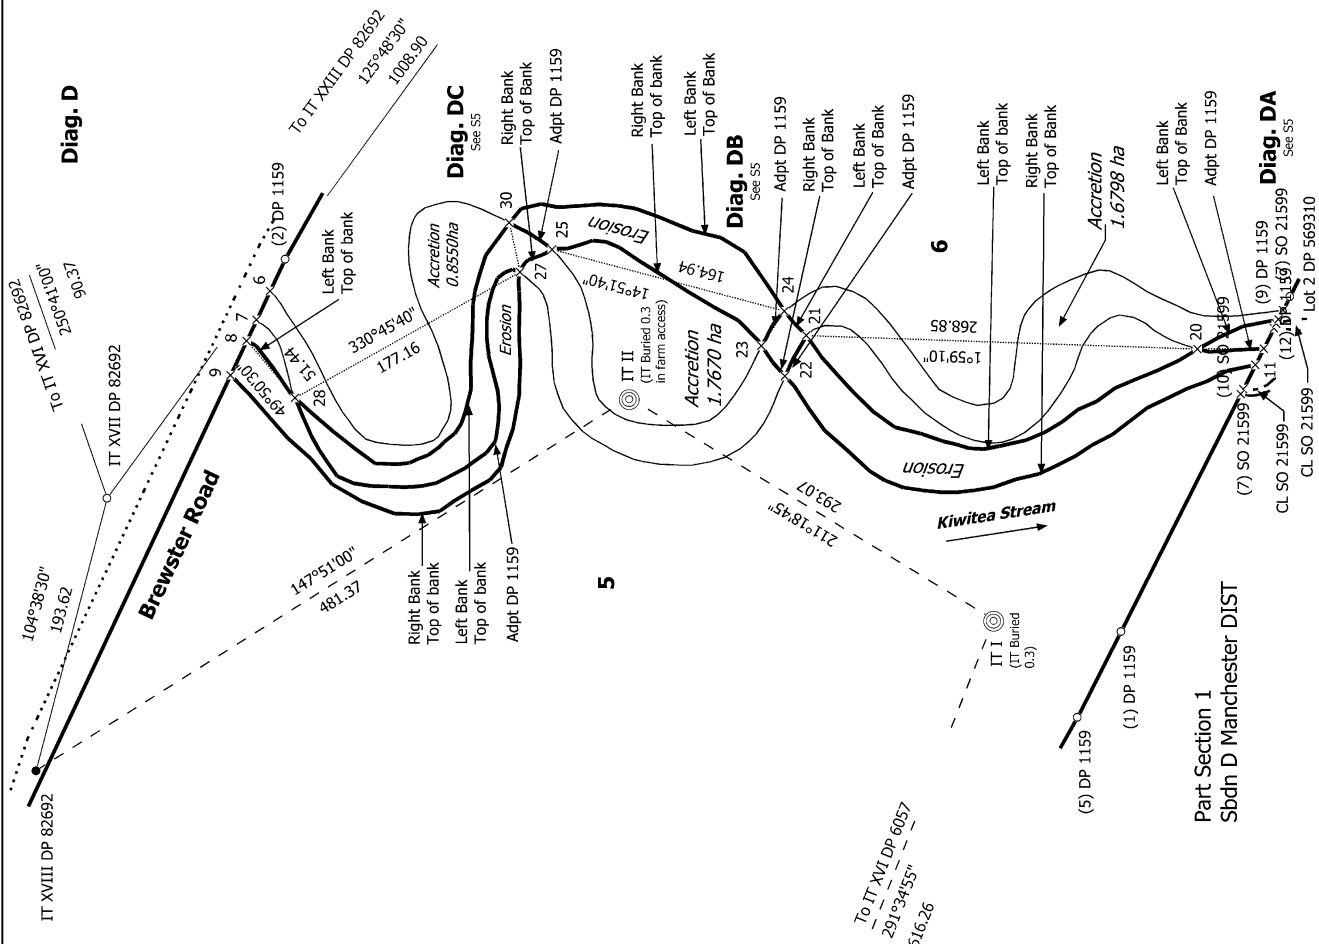 Diag. D
To IT XXIII DP 82692
125°48'30"
1008.90
To IT XVI DP 82692
250°41'00"
90.37
IT XVII DP 82692
104°38'30"
193.62
IT XVIII DP 82692
Brewster Road
(2) DP 1159
6
7
8
9
Left Bank
Top of bank
51.44
49°50'30"
28
330°45'40"
177.16
Accretion
0.8550ha
Diag. DC
See S5
Right Bank
Top of Bank
Adpt DP 1159
30
25
27
Erosion
Erosion
Right Bank
Top of bank
Left Bank
Top of Bank
164.94
14°51'40"
Diag. DB
See S5
Adpt DP 1159
Right Bank
Top of Bank
Left Bank
Top of Bank
Adpt DP 1159
24
21
23
22
IT II
(IT Buried 0.3
in farm access)
Accretion
1.7670 ha
147°51'00"
481.37
Right Bank
Top of bank
Left Bank
Top of bank
Adpt DP 1159
5
211°18'45"
293.07
Erosion
Kiwitea Stream
268.85
1°59'10"
6
Left Bank
Top of bank
Right Bank
Top of Bank
Accretion
1.6798 ha
Left Bank
Top of Bank
Adpt DP 1159
Diag. DA
See S5
20
(10) SO 21599
11
(12) DP 1159
(9) DP 1159
(7) SO 21599
Lot 2 DP 569310
(7) SO 21599
CL SO 21599
CL SO 21599
IT I
(IT Buried
0.3)
(1) DP 1159
(5) DP 1159
Part Section 1
Sbdn D Manchester DIST
To IT XVI DP 6057
291°34'55"
616.26